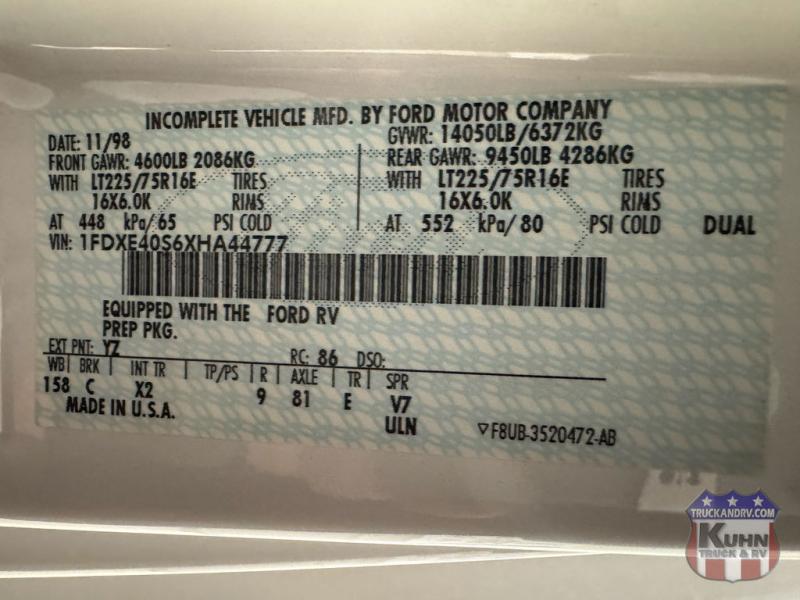 INCOMPLETE VEHICLE MFD. BY FORD MOTOR COMPANY
DATE: 11/98 GVWR: 14050LB/6372KG
FRONT GAWR: 4600LB 2086KG REAR GAWR: 9450LB 4286KG
WITH LT225/75R16E TIRES WITH LT225/75R16E TIRES
16X6.0K RIMS 16X6.0K RIMS
AT 448 kPa/65 PSI COLD AT 552 kPa/80 PSI COLD DUAL
VIN: 1FDXE40S6XHA44777
EQUIPPED WITH THE FORD RV
PREP PKG.
EXT PNT: YZ RC: 86 DSO:
WB BRK INT TR TP/PS R AXLE TR SPR
158 C X2 9 81 E V7
MADE IN U.S.A. ULN ▽F8UB-3520472-AB
TRUCKANDRV.COM
KUHN
TRUCK & RV